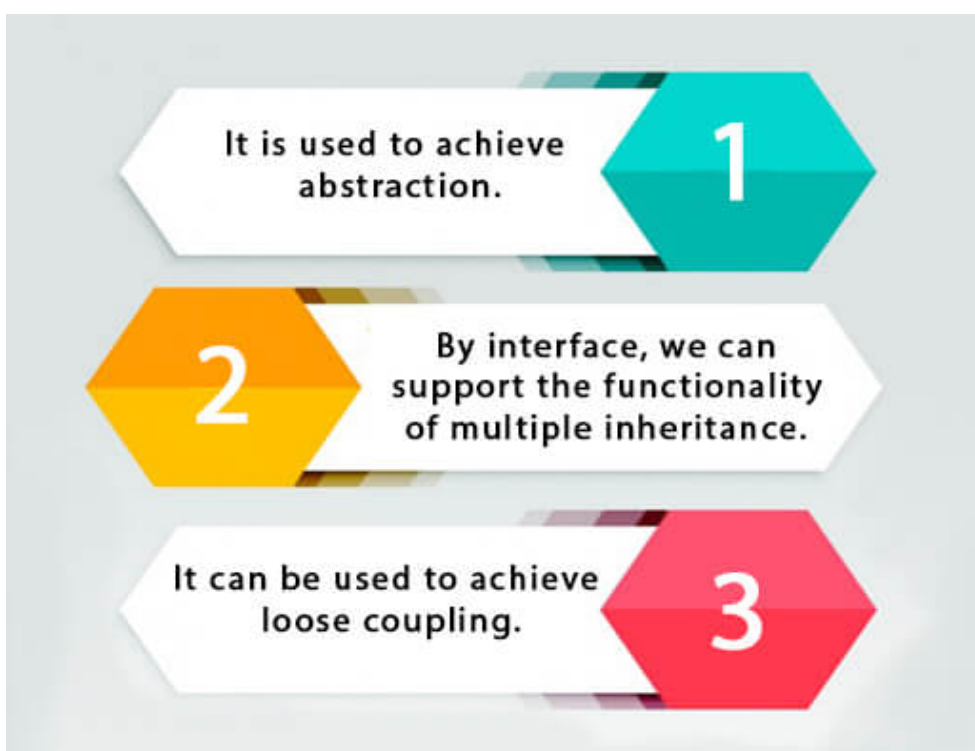 It is used to achieve
abstraction.
1
2
By interface, we can
support the functionality
of multiple inheritance.
It can be used to achieve
loose coupling.
3